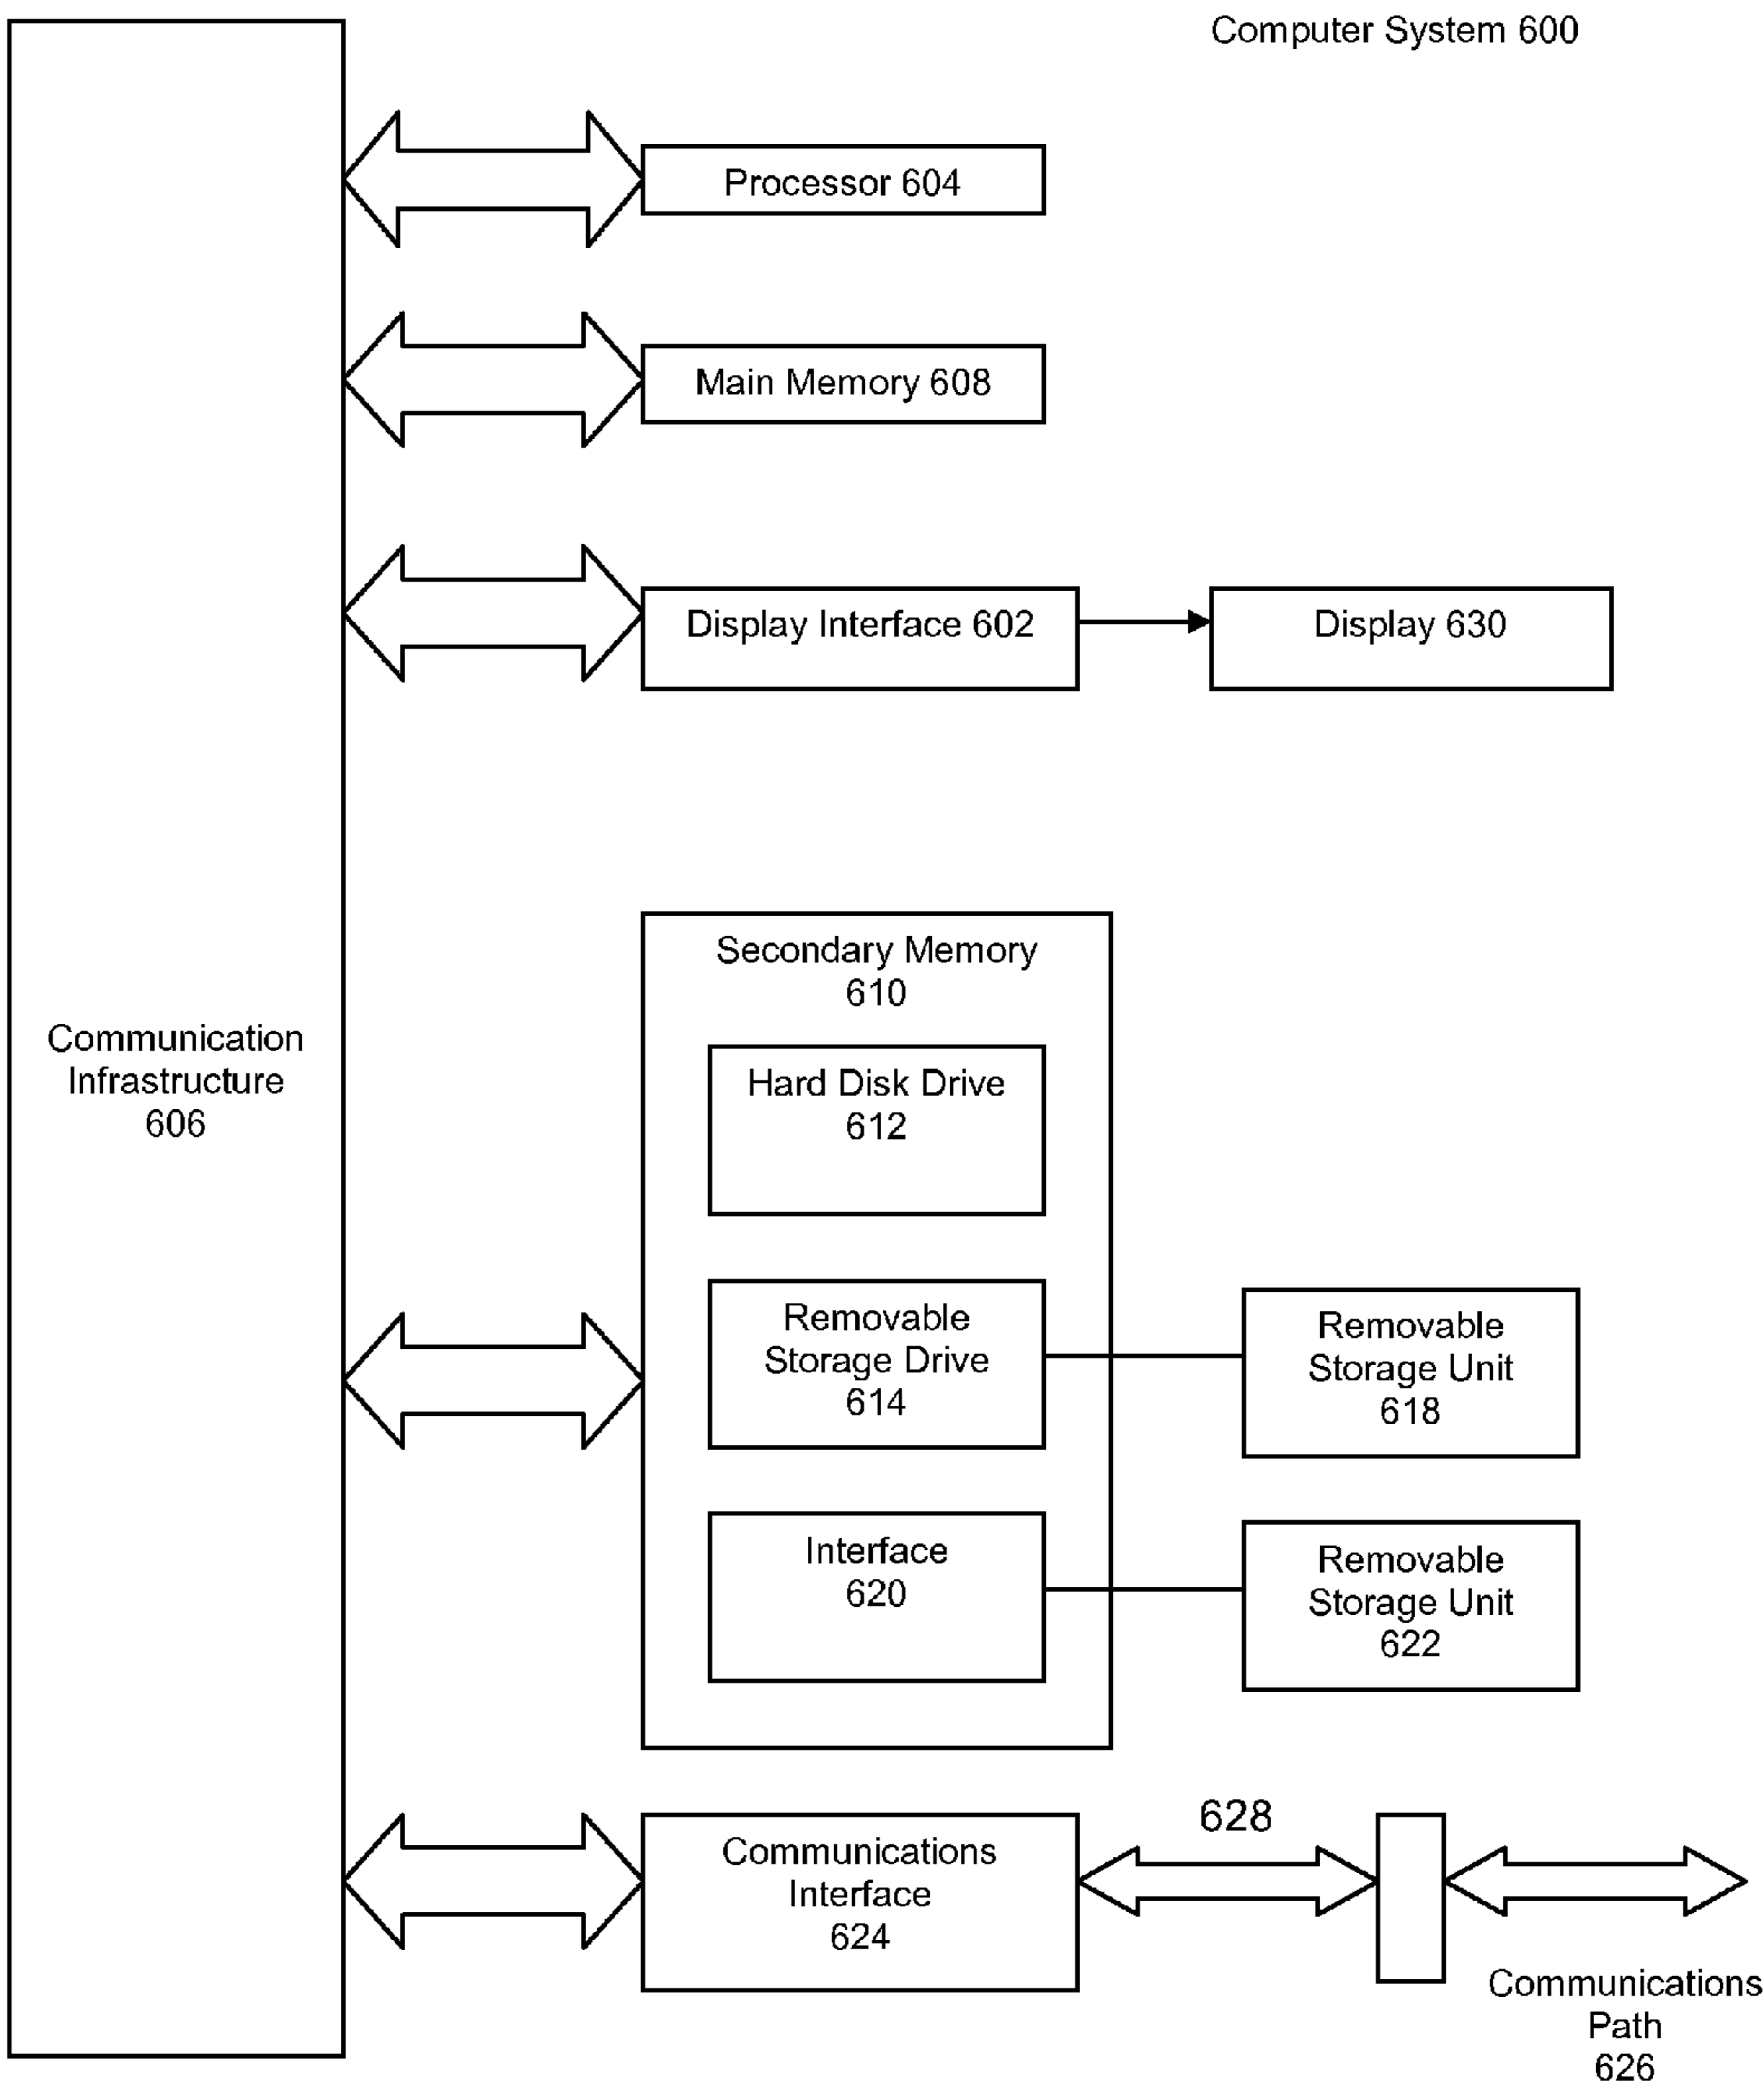 Computer System 600
Processor 604
Main Memory 608
Display Interface 602
Display 630
Communication
Infrastructure
606
Secondary Memory
610
Hard Disk Drive
612
Removable
Storage Drive
614
Removable
Storage Unit
618
Interface
620
Removable
Storage Unit
622
Communications
Interface
624
628
Communications
Path
626